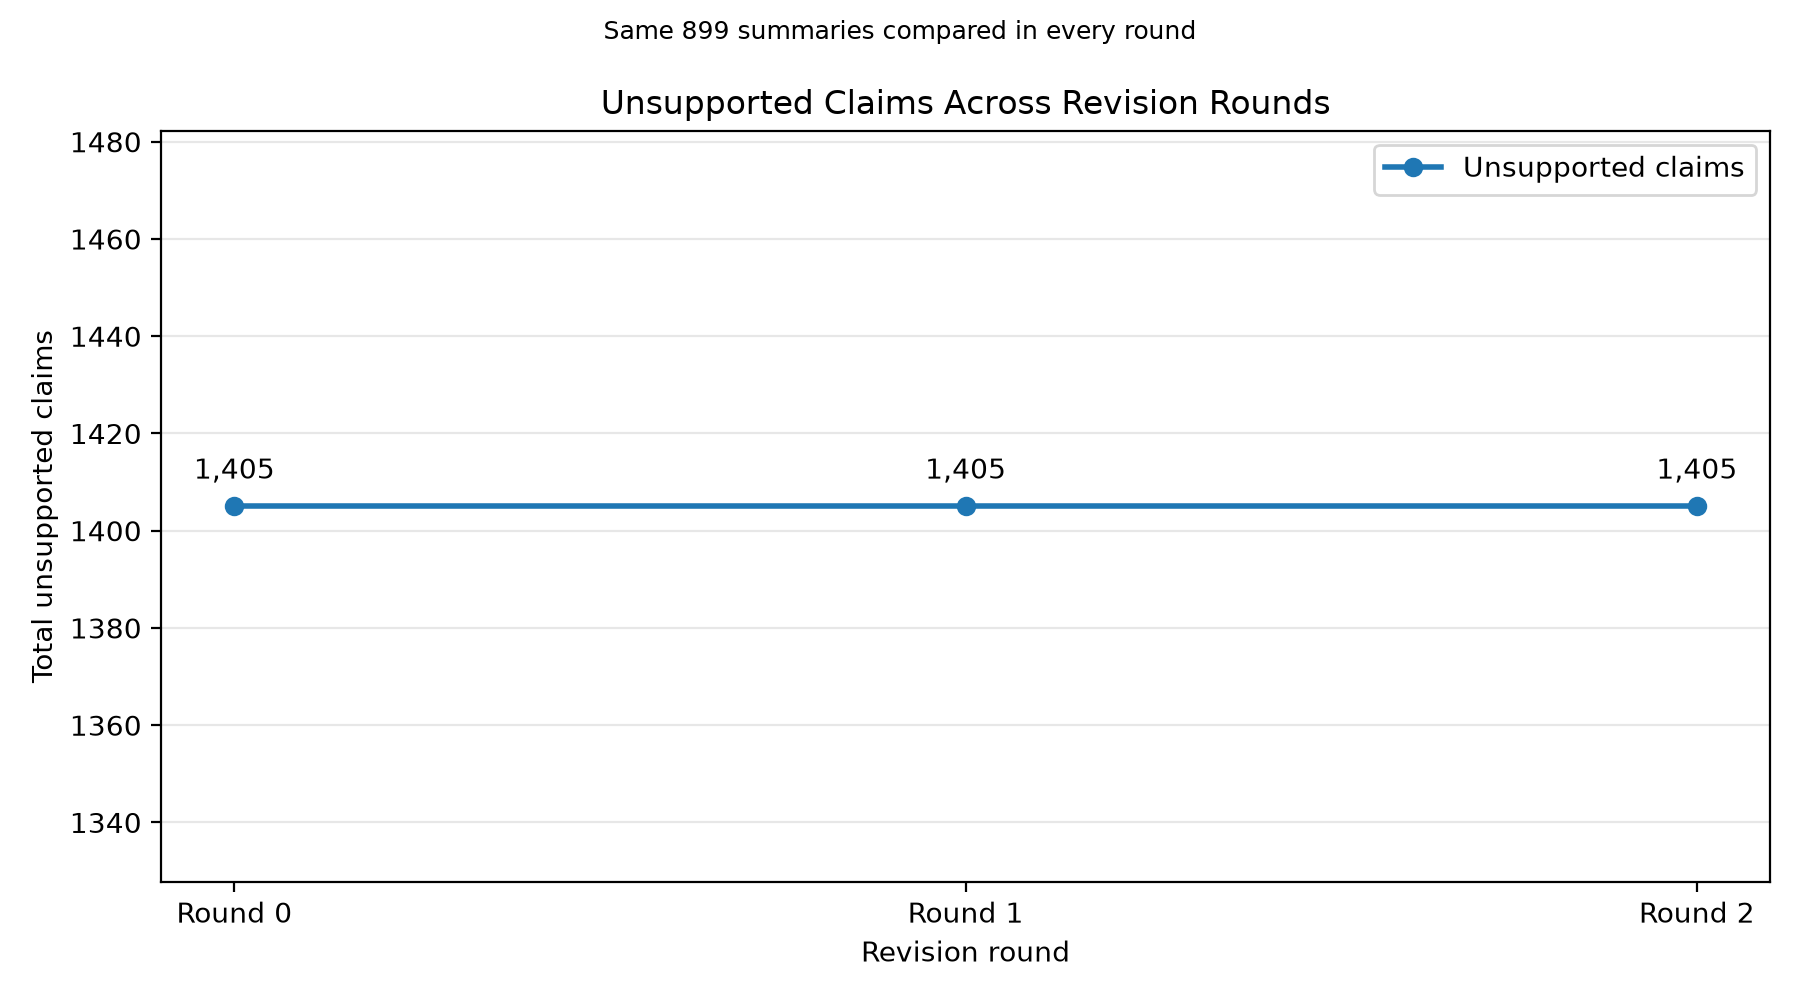 Same 899 summaries compared in every round
Unsupported Claims Across Revision Rounds
Unsupported claims
Total unsupported claims
1480
1460
1440
1420
1400
1380
1360
1340
1,405
1,405
1,405
Round 0
Round 1
Round 2
Revision round